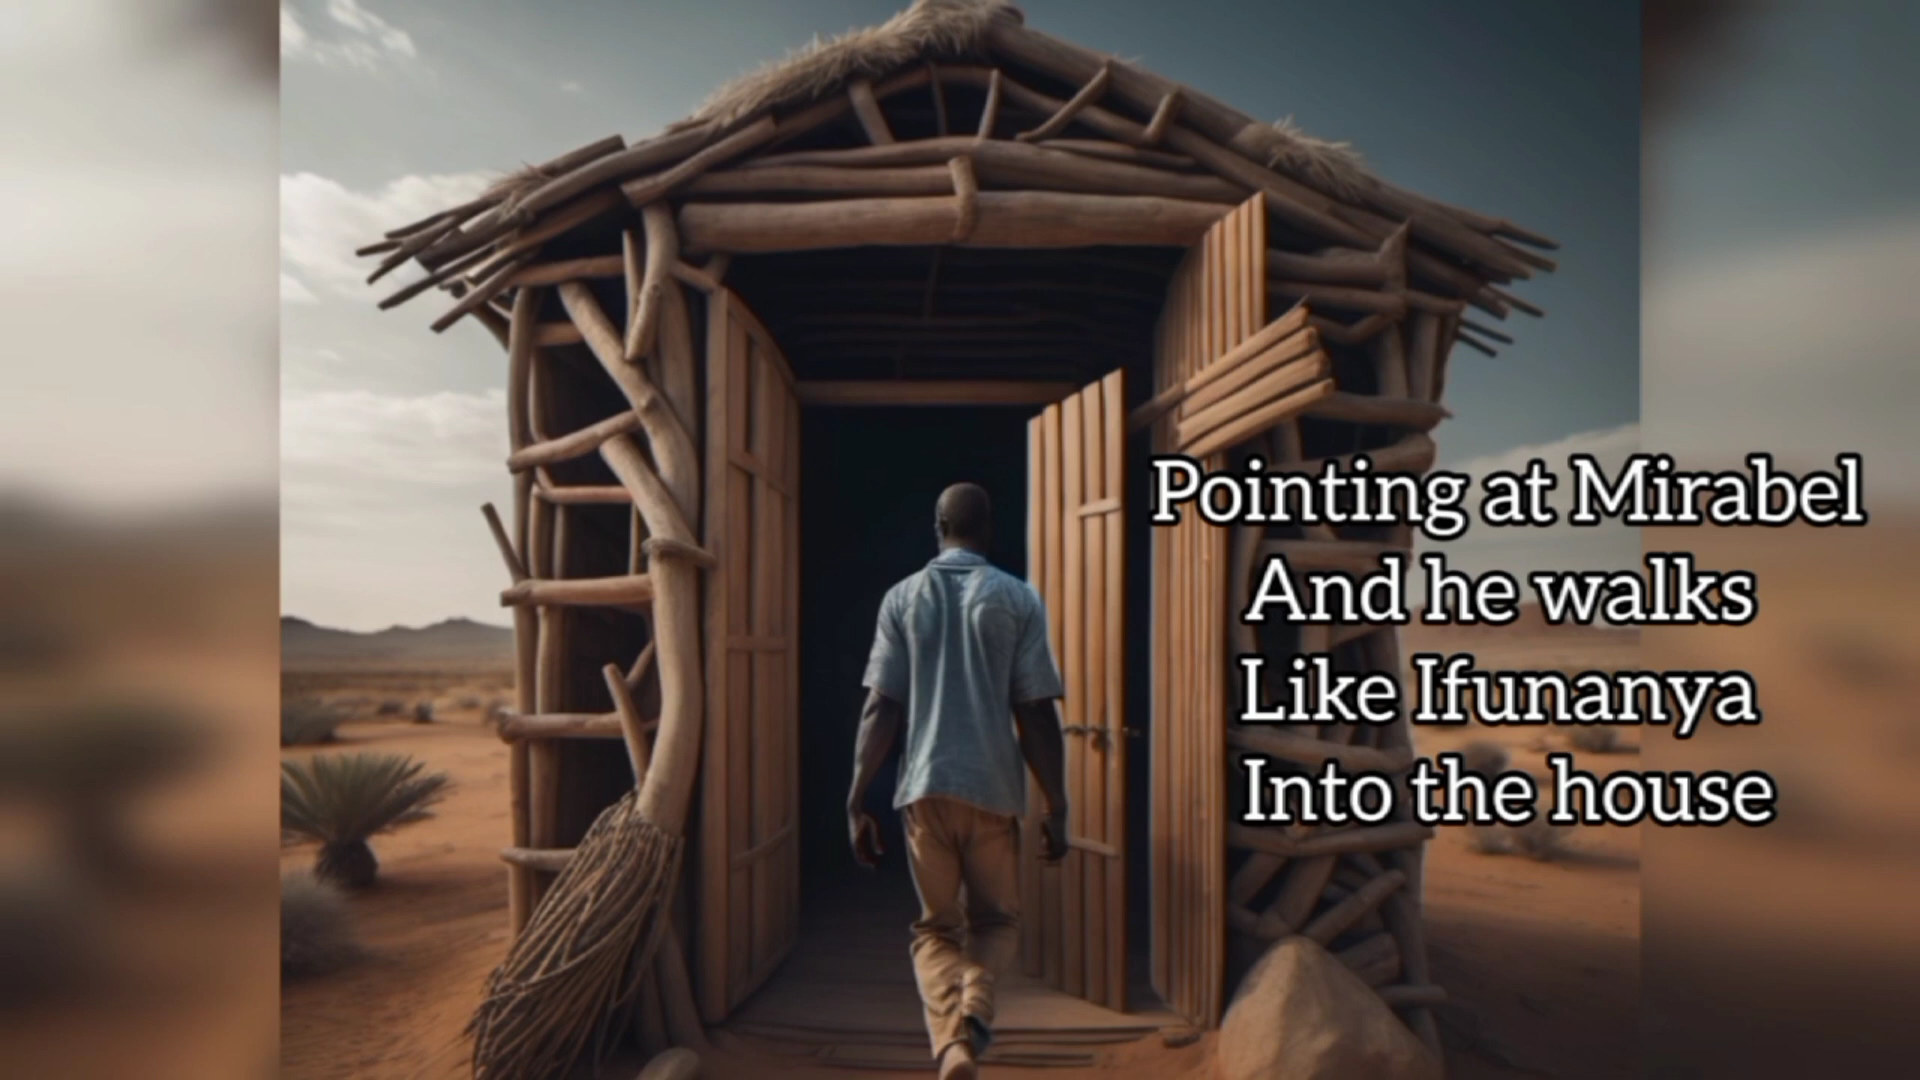 Pointing at Mirabel
And he walks
Like Ifunanya
Into the house